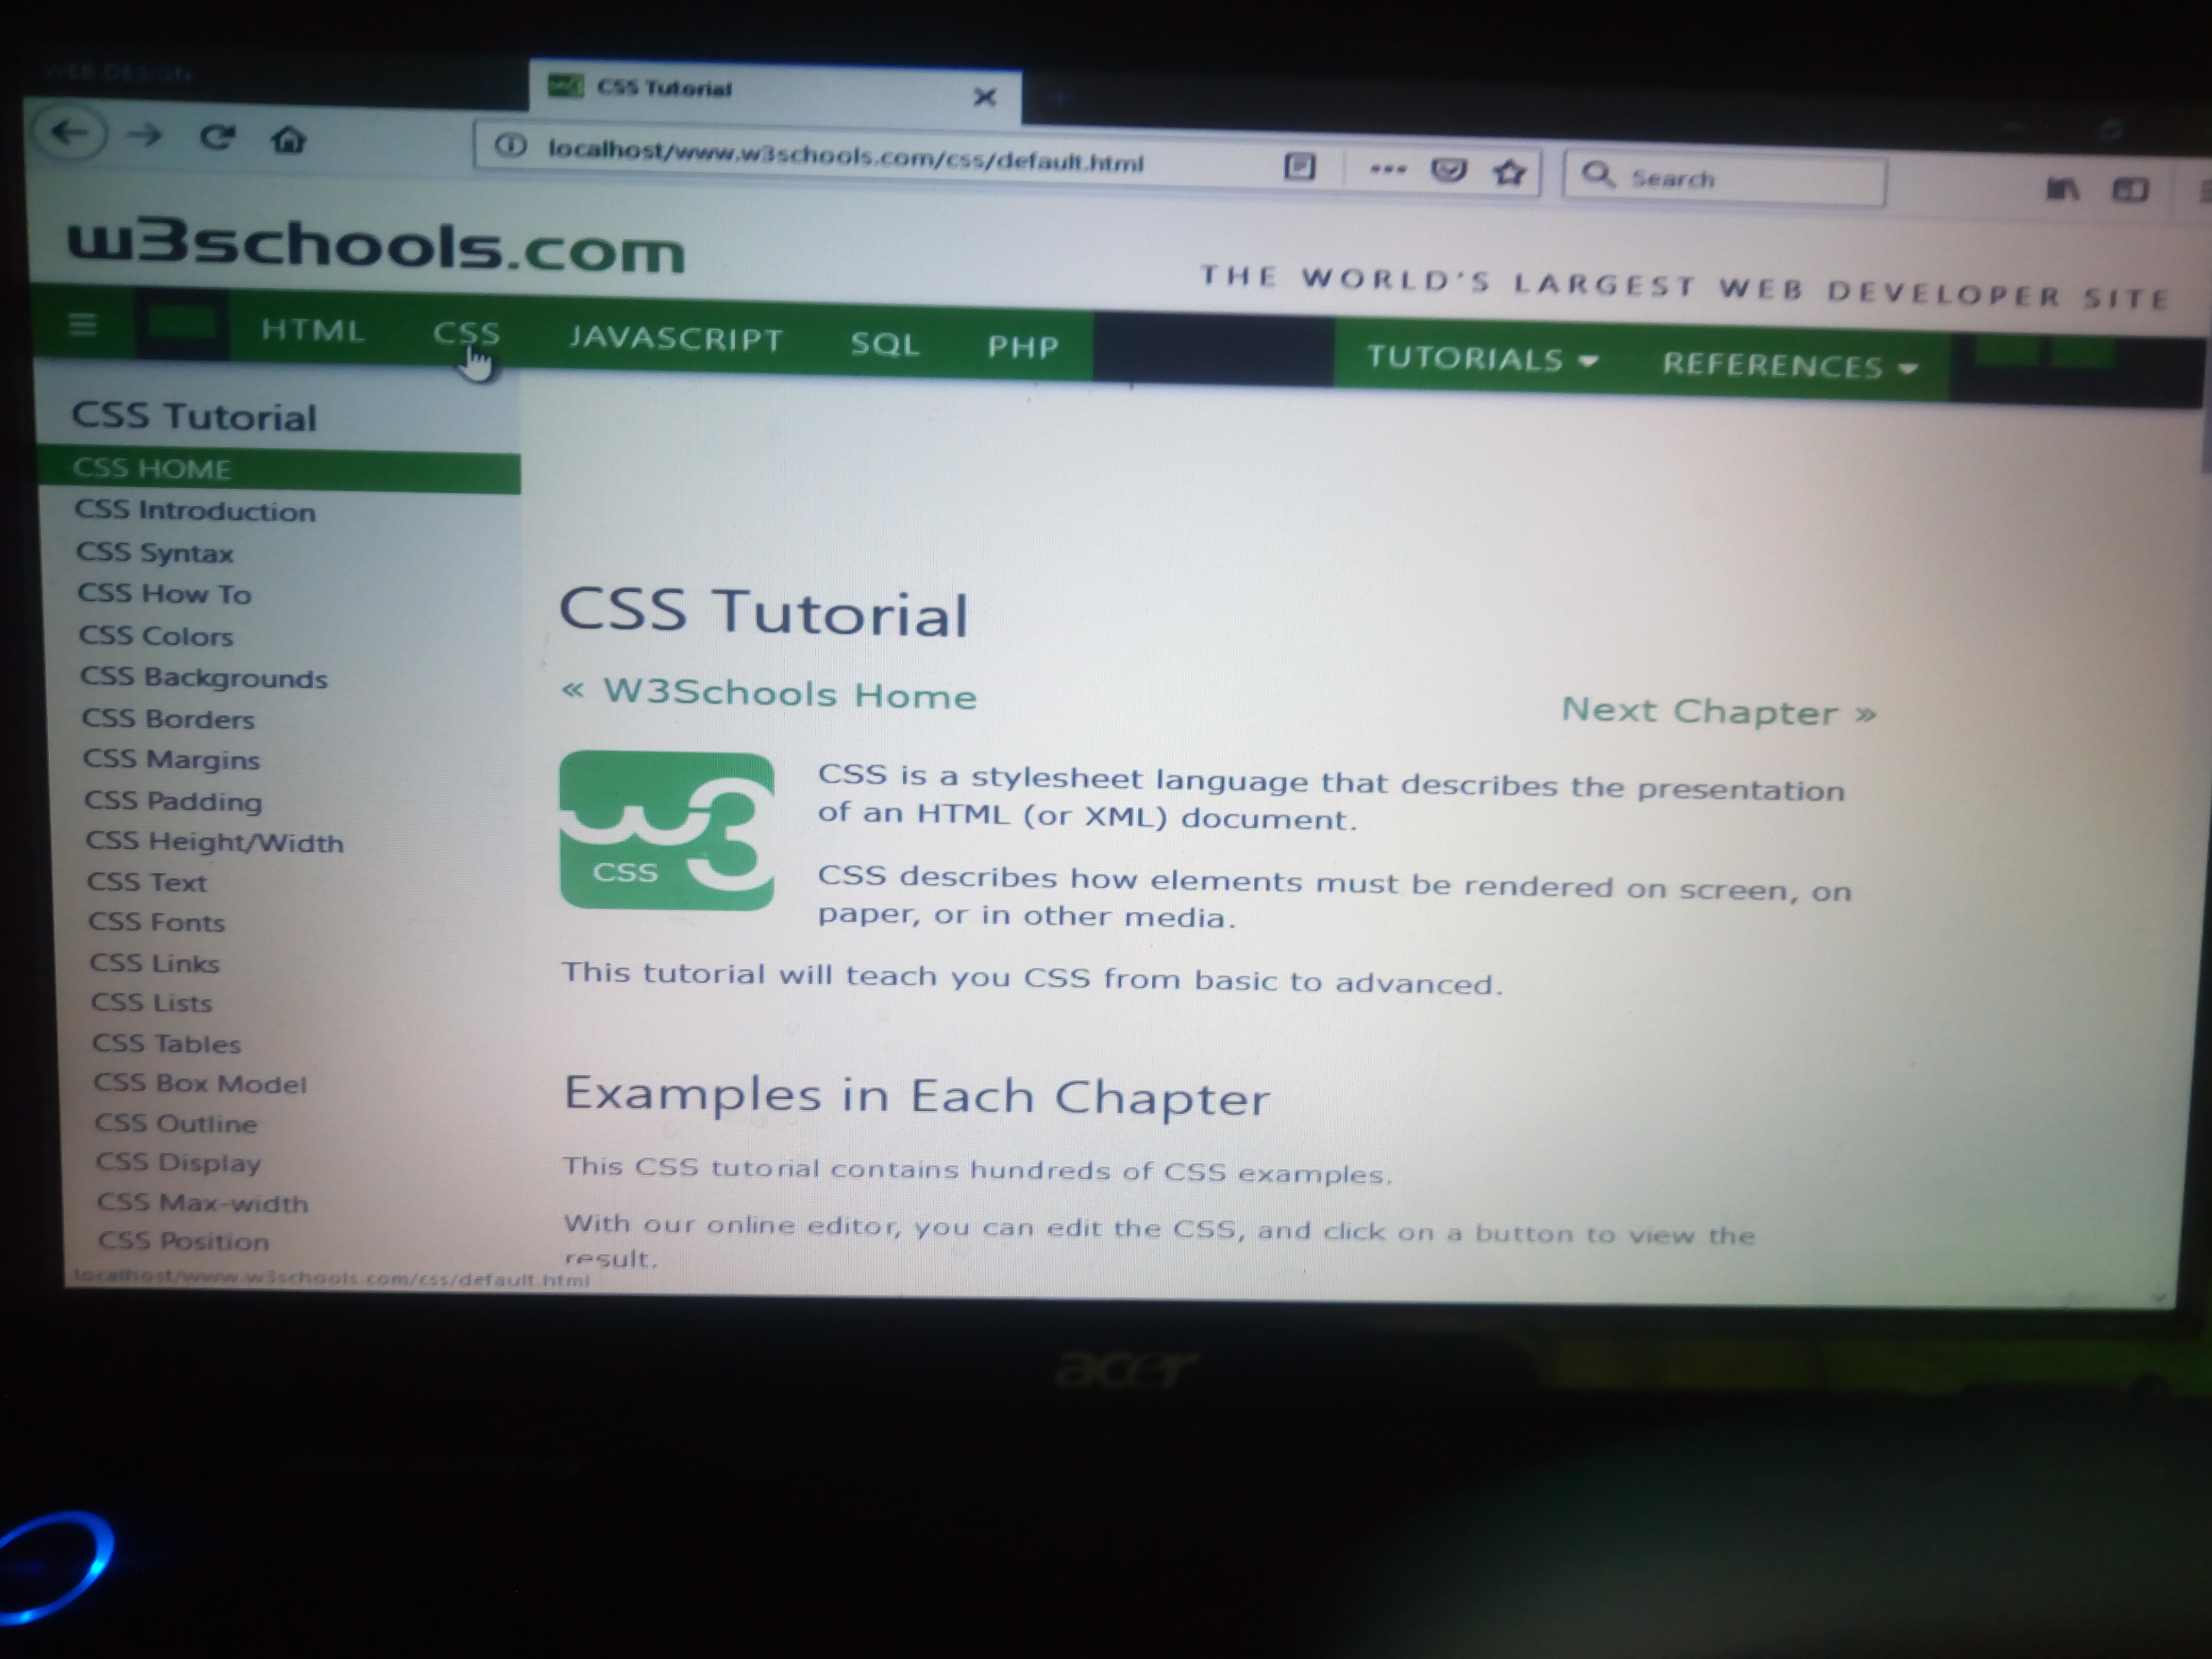 WEB DESIGN
CSS Tutorial
localhost/www.w3schools.com/css/default.html
Search
w3schools.com
THE WORLD'S LARGEST WEB DEVELOPER SITE
HTML CSS JAVASCRIPT SQL PHP TUTORIALS REFERENCES
CSS Tutorial
CSS HOME
CSS Introduction
CSS Syntax
CSS How To
CSS Colors
CSS Backgrounds
CSS Borders
CSS Margins
CSS Padding
CSS Height/Width
CSS Text
CSS Fonts
CSS Links
CSS Lists
CSS Tables
CSS Box Model
CSS Outline
CSS Display
CSS Max-width
CSS Position
localhost/www.w3schools.com/css/default.html
CSS Tutorial
« W3Schools Home
Next Chapter »
w3
CSS
CSS is a stylesheet language that describes the presentation
of an HTML (or XML) document.
CSS describes how elements must be rendered on screen, on
paper, or in other media.
This tutorial will teach you CSS from basic to advanced.
Examples in Each Chapter
This CSS tutorial contains hundreds of CSS examples.
With our online editor, you can edit the CSS, and click on a button to view the
result.
acer